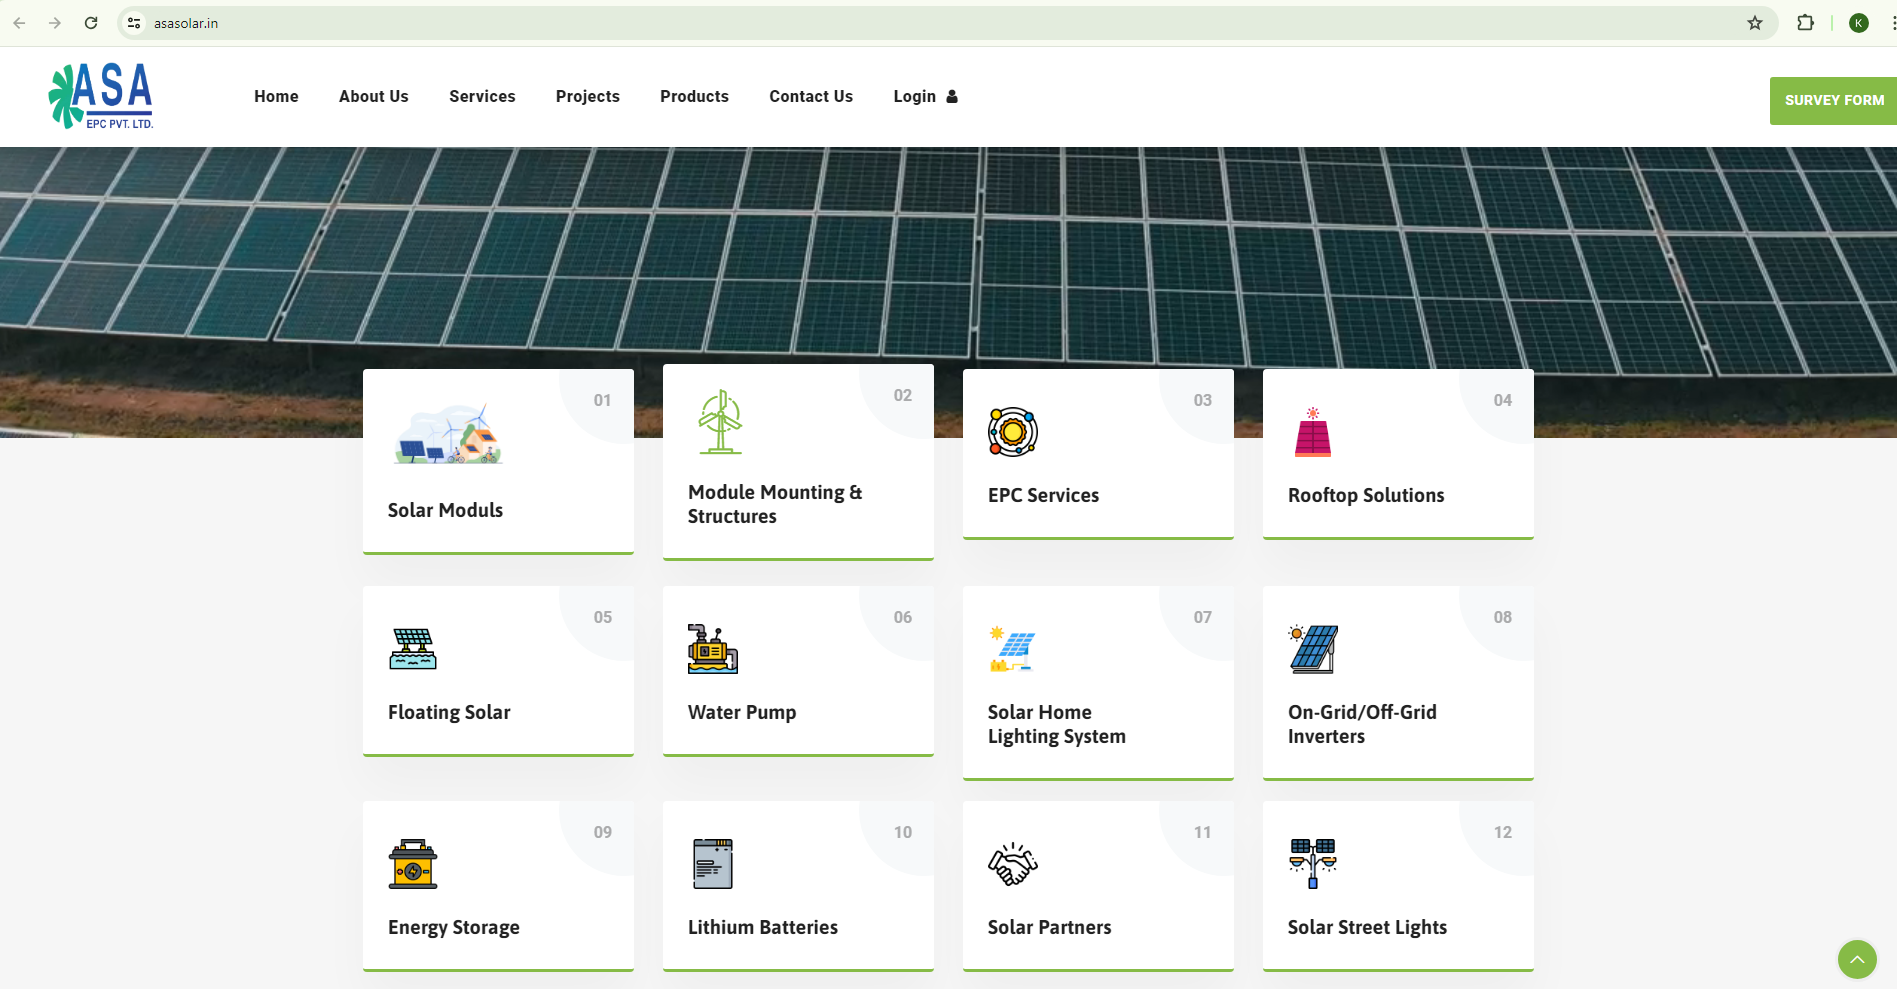 asasolar.in
K
ASA
EPC PVT. LTD.
Home
About Us
Services
Projects
Products
Contact Us
Login
SURVEY FORM
01
Solar Moduls
02
Module Mounting &
Structures
03
EPC Services
04
Rooftop Solutions
05
Floating Solar
06
Water Pump
07
Solar Home
Lighting System
08
On-Grid/Off-Grid
Inverters
09
Energy Storage
10
Lithium Batteries
11
Solar Partners
12
Solar Street Lights